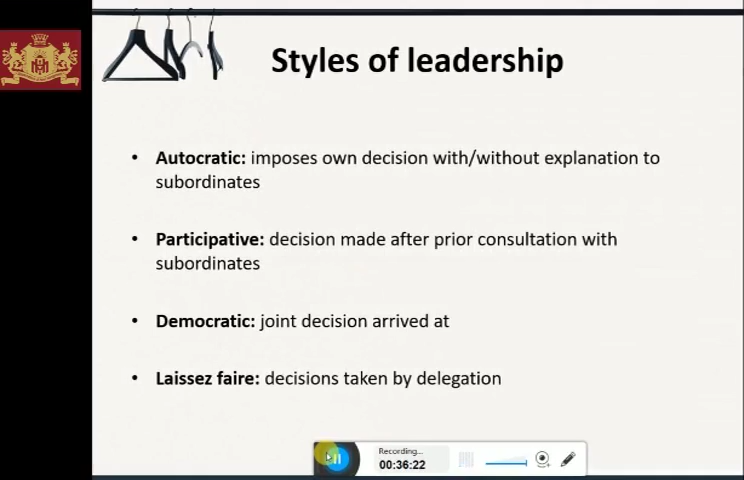 Styles of leadership
• Autocratic: imposes own decision with/without explanation to
subordinates
• Participative: decision made after prior consultation with
subordinates
• Democratic: joint decision arrived at
• Laissez faire: decisions taken by delegation
Recording...
00:36:22